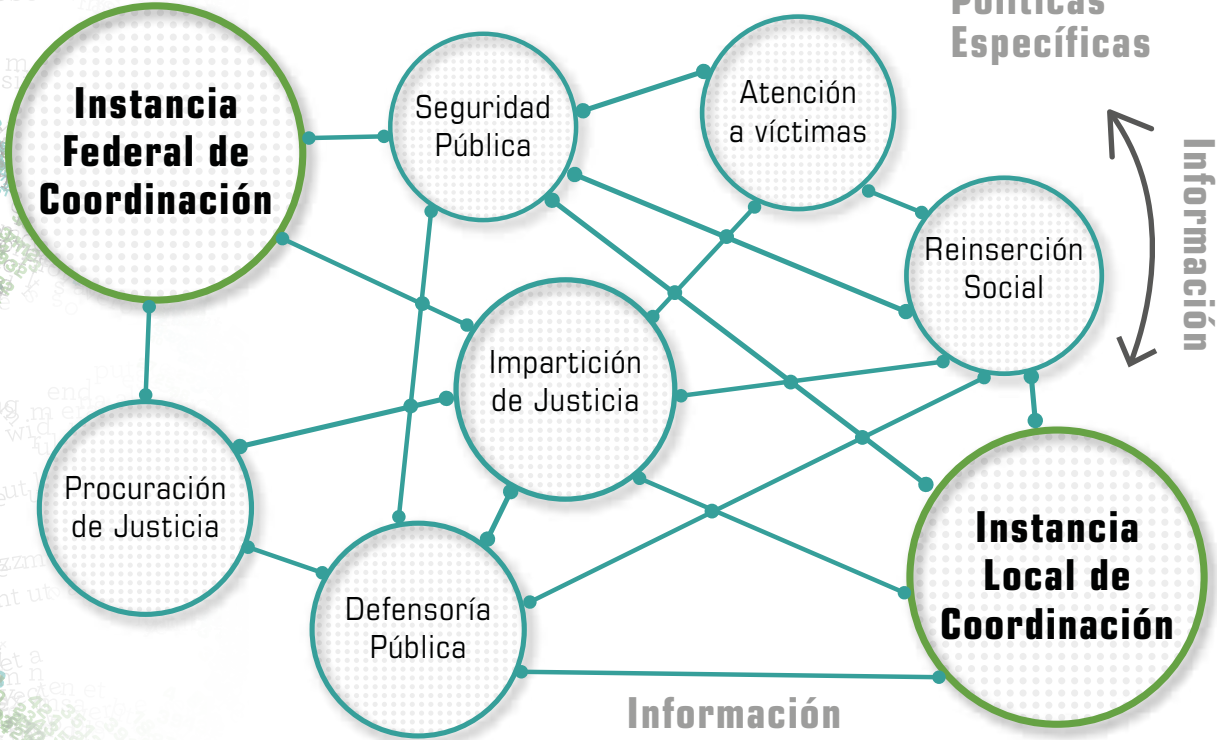 Políticas
Específicas
Instancia
Federal de
Coordinación
Seguridad
Pública
Atención
a víctimas
Información
Reinserción
Social
Impartición
de Justicia
Procuración
de Justicia
Defensoría
Pública
Instancia
Local de
Coordinación
Información